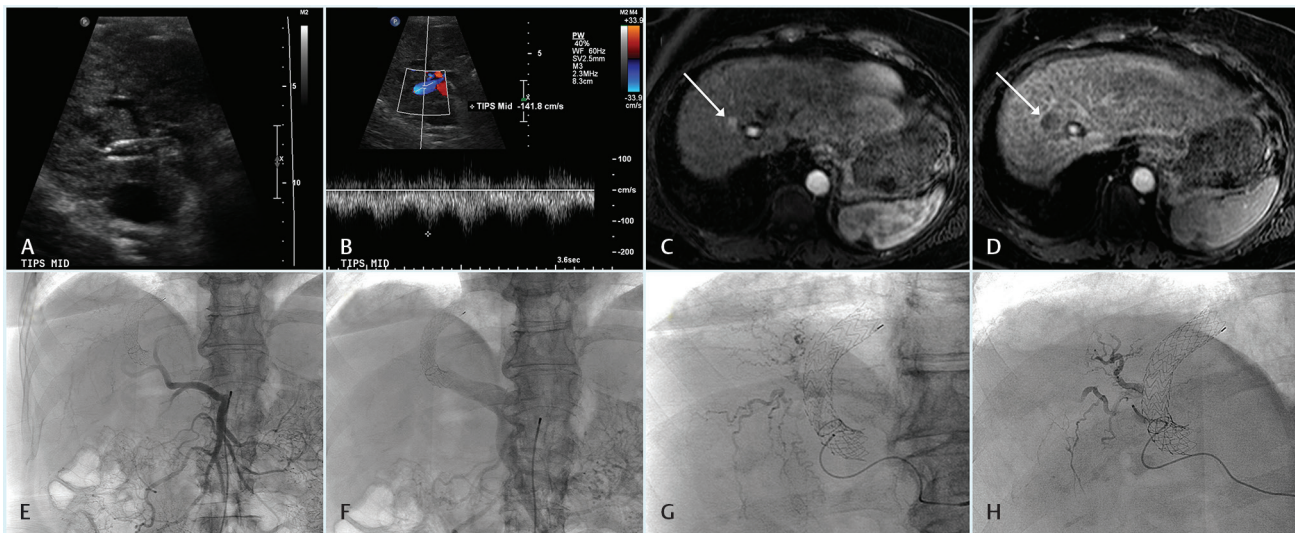 M2
5
X
10
A
TIPS MID
M2 M4
+33.9
-33.9
cm/s
PW
40%
WF 60Hz
SV2.5mm
M3
2.3MHz
8.3cm
5
X
TIPS Mid -141.8 cm/s
100
cm/s
-100
-200
3.6sec
B
TIPS MID
C
D
E
F
G
H